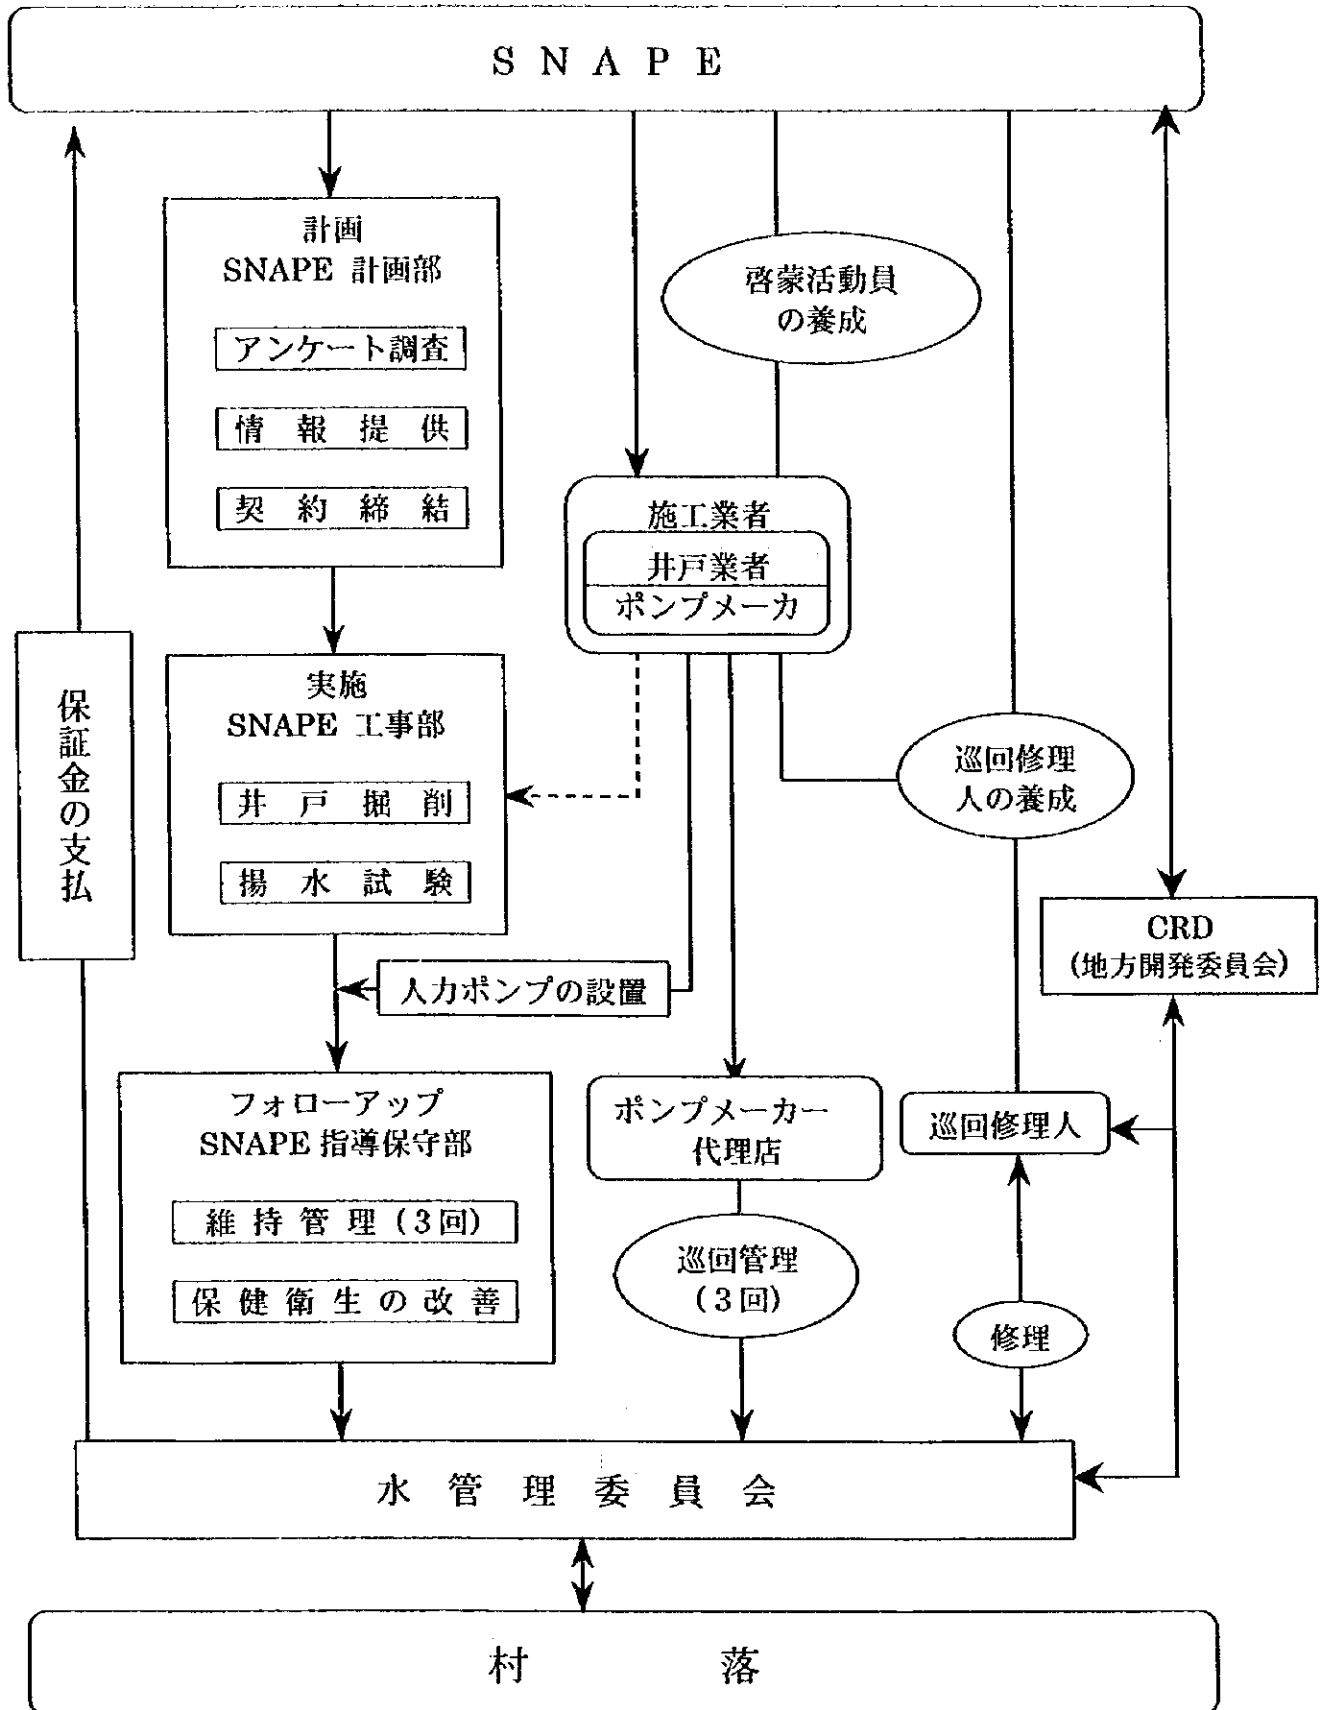 SNAPE
計画
SNAPE 計画部
アンケート調査
情報提供
契約締結
啓蒙活動員
の養成
施工業者
井戸業者
ポンプメーカ
保証金の支払
実施
SNAPE 工事部
井戸掘削
揚水試験
巡回修理
人の養成
CRD
(地方開発委員会)
人力ポンプの設置
フォローアップ
SNAPE 指導保守部
維持管理(3回)
保健衛生の改善
ポンプメーカー
代理店
巡回管理
(3回)
巡回修理人
修理
水管理委員会
村落